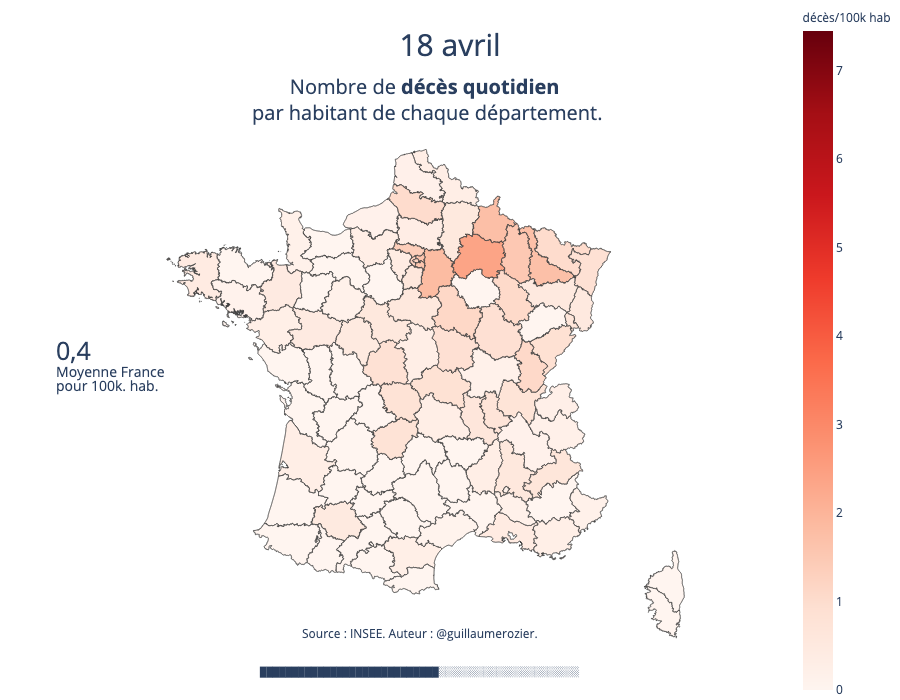 décès/100k hab
18 avril
Nombre de décès quotidien
par habitant de chaque département.
7
6
5
4
3
2
1
0
0,4
Moyenne France
pour 100k. hab.
Source : INSEE. Auteur : @guillaumerozier.